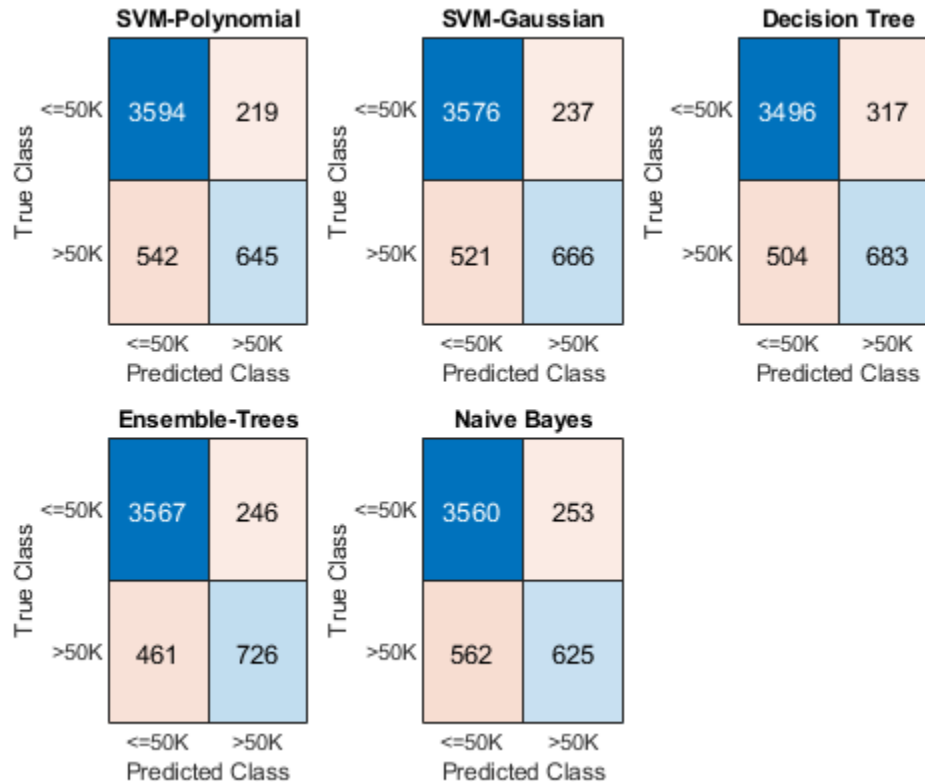 SVM-Polynomial
True Class
<=50K
3594 219
>50K
542 645
<=50K >50K
Predicted Class
SVM-Gaussian
True Class
<=50K
3576 237
>50K
521 666
<=50K >50K
Predicted Class
Decision Tree
True Class
<=50K
3496 317
>50K
504 683
<=50K >50K
Predicted Class
Ensemble-Trees
True Class
<=50K
3567 246
>50K
461 726
<=50K >50K
Predicted Class
Naive Bayes
True Class
<=50K
3560 253
>50K
562 625
<=50K >50K
Predicted Class